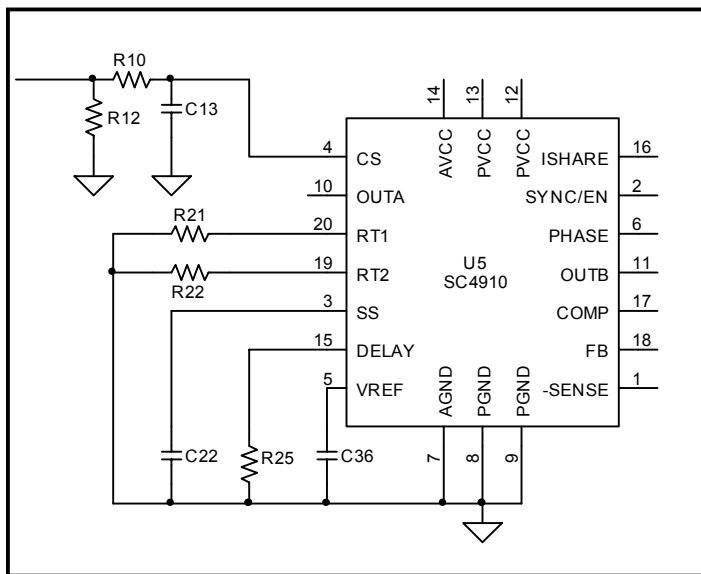 R10
R12
C13
14
13
12
AVCC
PVCC
PVCC
4
CS
ISHARE
16
10
OUTA
SYNC/EN
2
R21
20
RT1
PHASE
6
R22
19
RT2
U5
SC4910
OUTB
11
3
SS
COMP
17
15
DELAY
FB
18
5
VREF
-SENSE
1
AGND
PGND
PGND
C22
R25
C36
7
8
9